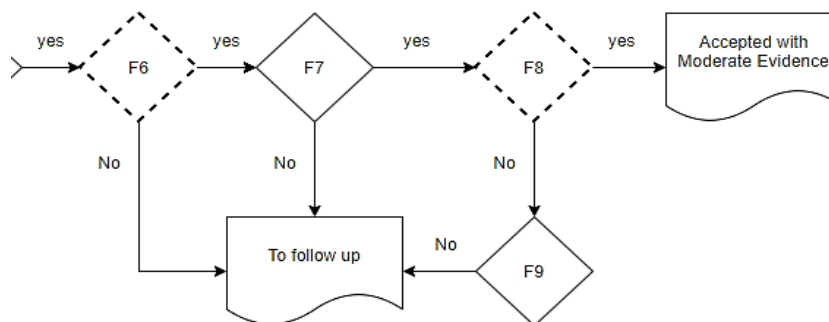 yes
F6
yes
F7
yes
F8
yes
Accepted with
Moderate Evidence
No
No
No
To follow up
No
F9